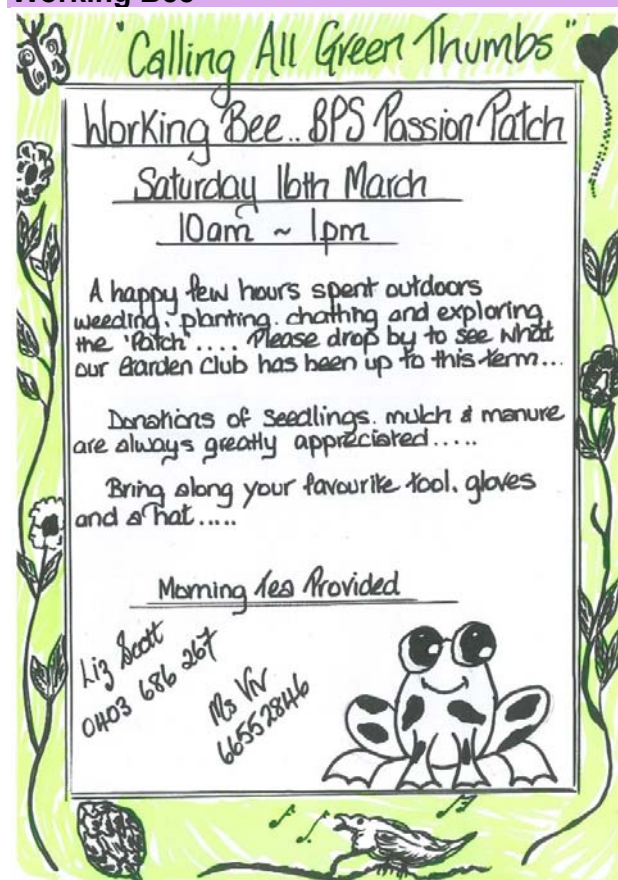 Working Bee
"Calling All Green Thumbs"
Working Bee.. BPS Passion Patch
Saturday 16th March
10am ~ 1pm
A happy few hours spent outdoors
weeding, planting, chatting and exploring
the 'Patch'.... Please drop by to see what
our Garden Club has been up to this term...
Donations of Seedlings, mulch & manure
are always greatly appreciated.....
Bring along your favourite tool, gloves
and a hat.....
Morning Tea Provided
Liz Scott
0403 686 267
Ms Viv
66552846